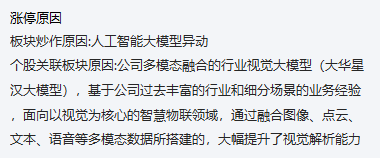 涨停原因
板块炒作原因:人工智能大模型异动
个股关联板块原因:公司多模态融合的行业视觉大模型（大华星
汉大模型），基于公司过去丰富的行业和细分场景的业务经验
，面向以视觉为核心的智慧物联领域，通过融合图像、点云、
文本、语音等多模态数据所搭建的，大幅提升了视觉解析能力